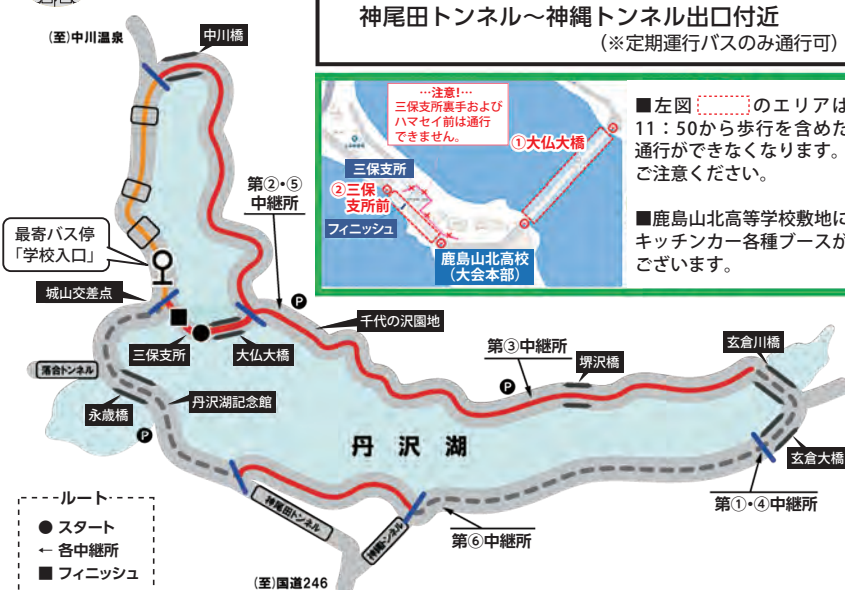 神尾田トンネル～神縄トンネル出口付近
(※定期運行バスのみ通行可)
(至)中川温泉
中川橋
…注意!…
三保支所裏手および
ハマセイ前は通行
できません。
①大仏大橋
三保支所
②三保
支所前
フィニッシュ
鹿島山北高校
(大会本部)
■左図 のエリアは
11：50から歩行を含めた
通行ができなくなります。
ご注意ください。
■鹿島山北高等学校敷地に
キッチンカー各種ブースが
ございます。
第②・⑤
中継所
最寄バス停
「学校入口」
城山交差点
P
千代の沢園地
三保支所
大仏大橋
第③中継所
堺沢橋
玄倉川橋
落合トンネル
P
永歳橋
丹沢湖記念館
P
丹沢湖
玄倉大橋
第①・④中継所
ルート
● スタート
← 各中継所
■ フィニッシュ
神尾田トンネル
神縄トンネル
第⑥中継所
(至)国道246